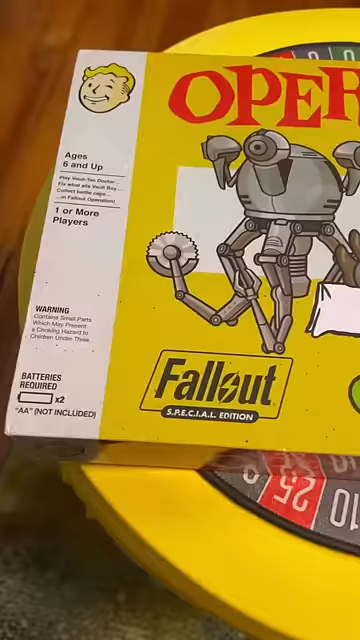 OPER
Ages
6 and Up
Play Vault-Tec Doctor...
Fix what ails Vault Boy...
Collect battle caps...
...in Fallout Operation!
1 or More
Players
WARNING
Contains Small Parts
Which May Present
a Choking Hazard to
Children Under Three.
BATTERIES
REQUIRED
x2
"AA" (NOT INCLUDED)
Fallout
S.P.E.C.I.A.L. EDITION
25
10